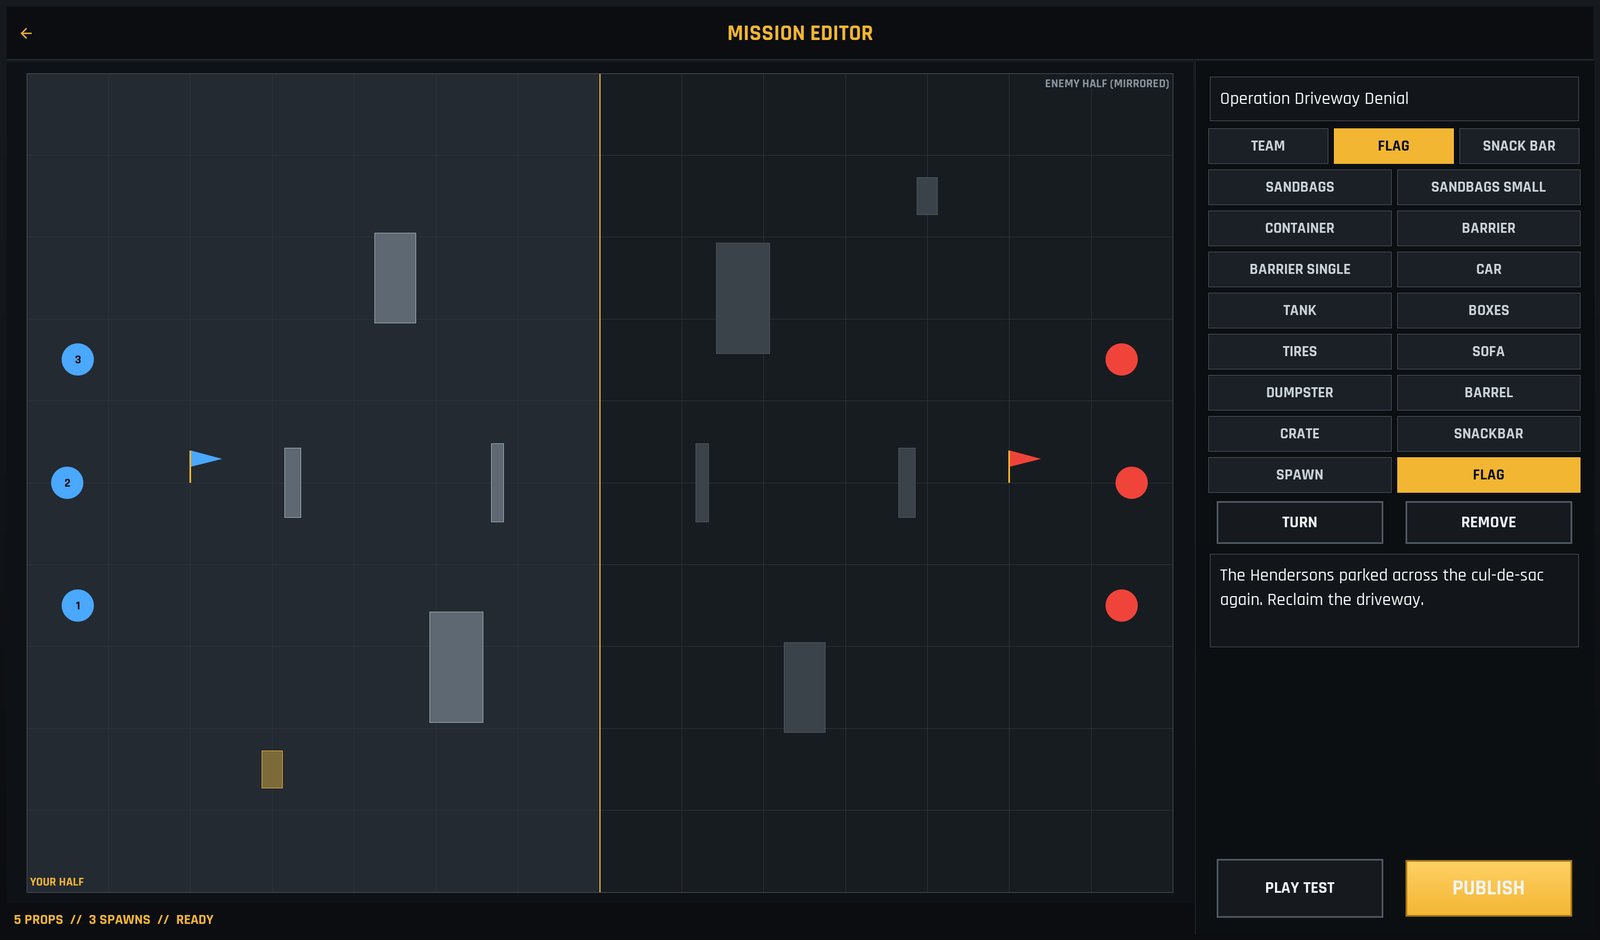 MISSION EDITOR
ENEMY HALF (MIRRORED)
3
2
1
YOUR HALF
5 PROPS // 3 SPAWNS // READY
Operation Driveway Denial
TEAM
FLAG
SNACK BAR
SANDBAGS
SANDBAGS SMALL
CONTAINER
BARRIER
BARRIER SINGLE
CAR
TANK
BOXES
TIRES
SOFA
DUMPSTER
BARREL
CRATE
SNACKBAR
SPAWN
FLAG
TURN
REMOVE
The Hendersons parked across the cul-de-sac
again. Reclaim the driveway.
PLAY TEST
PUBLISH